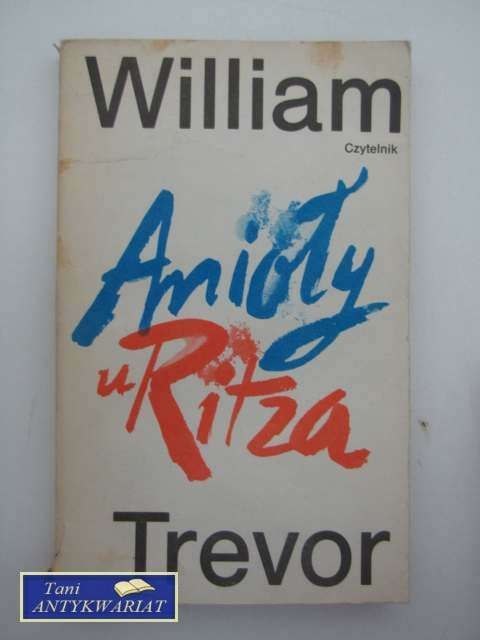 William
Czytelnik
Anioły
u Ritza
Trevor
Tani
ANTYKWARIAT